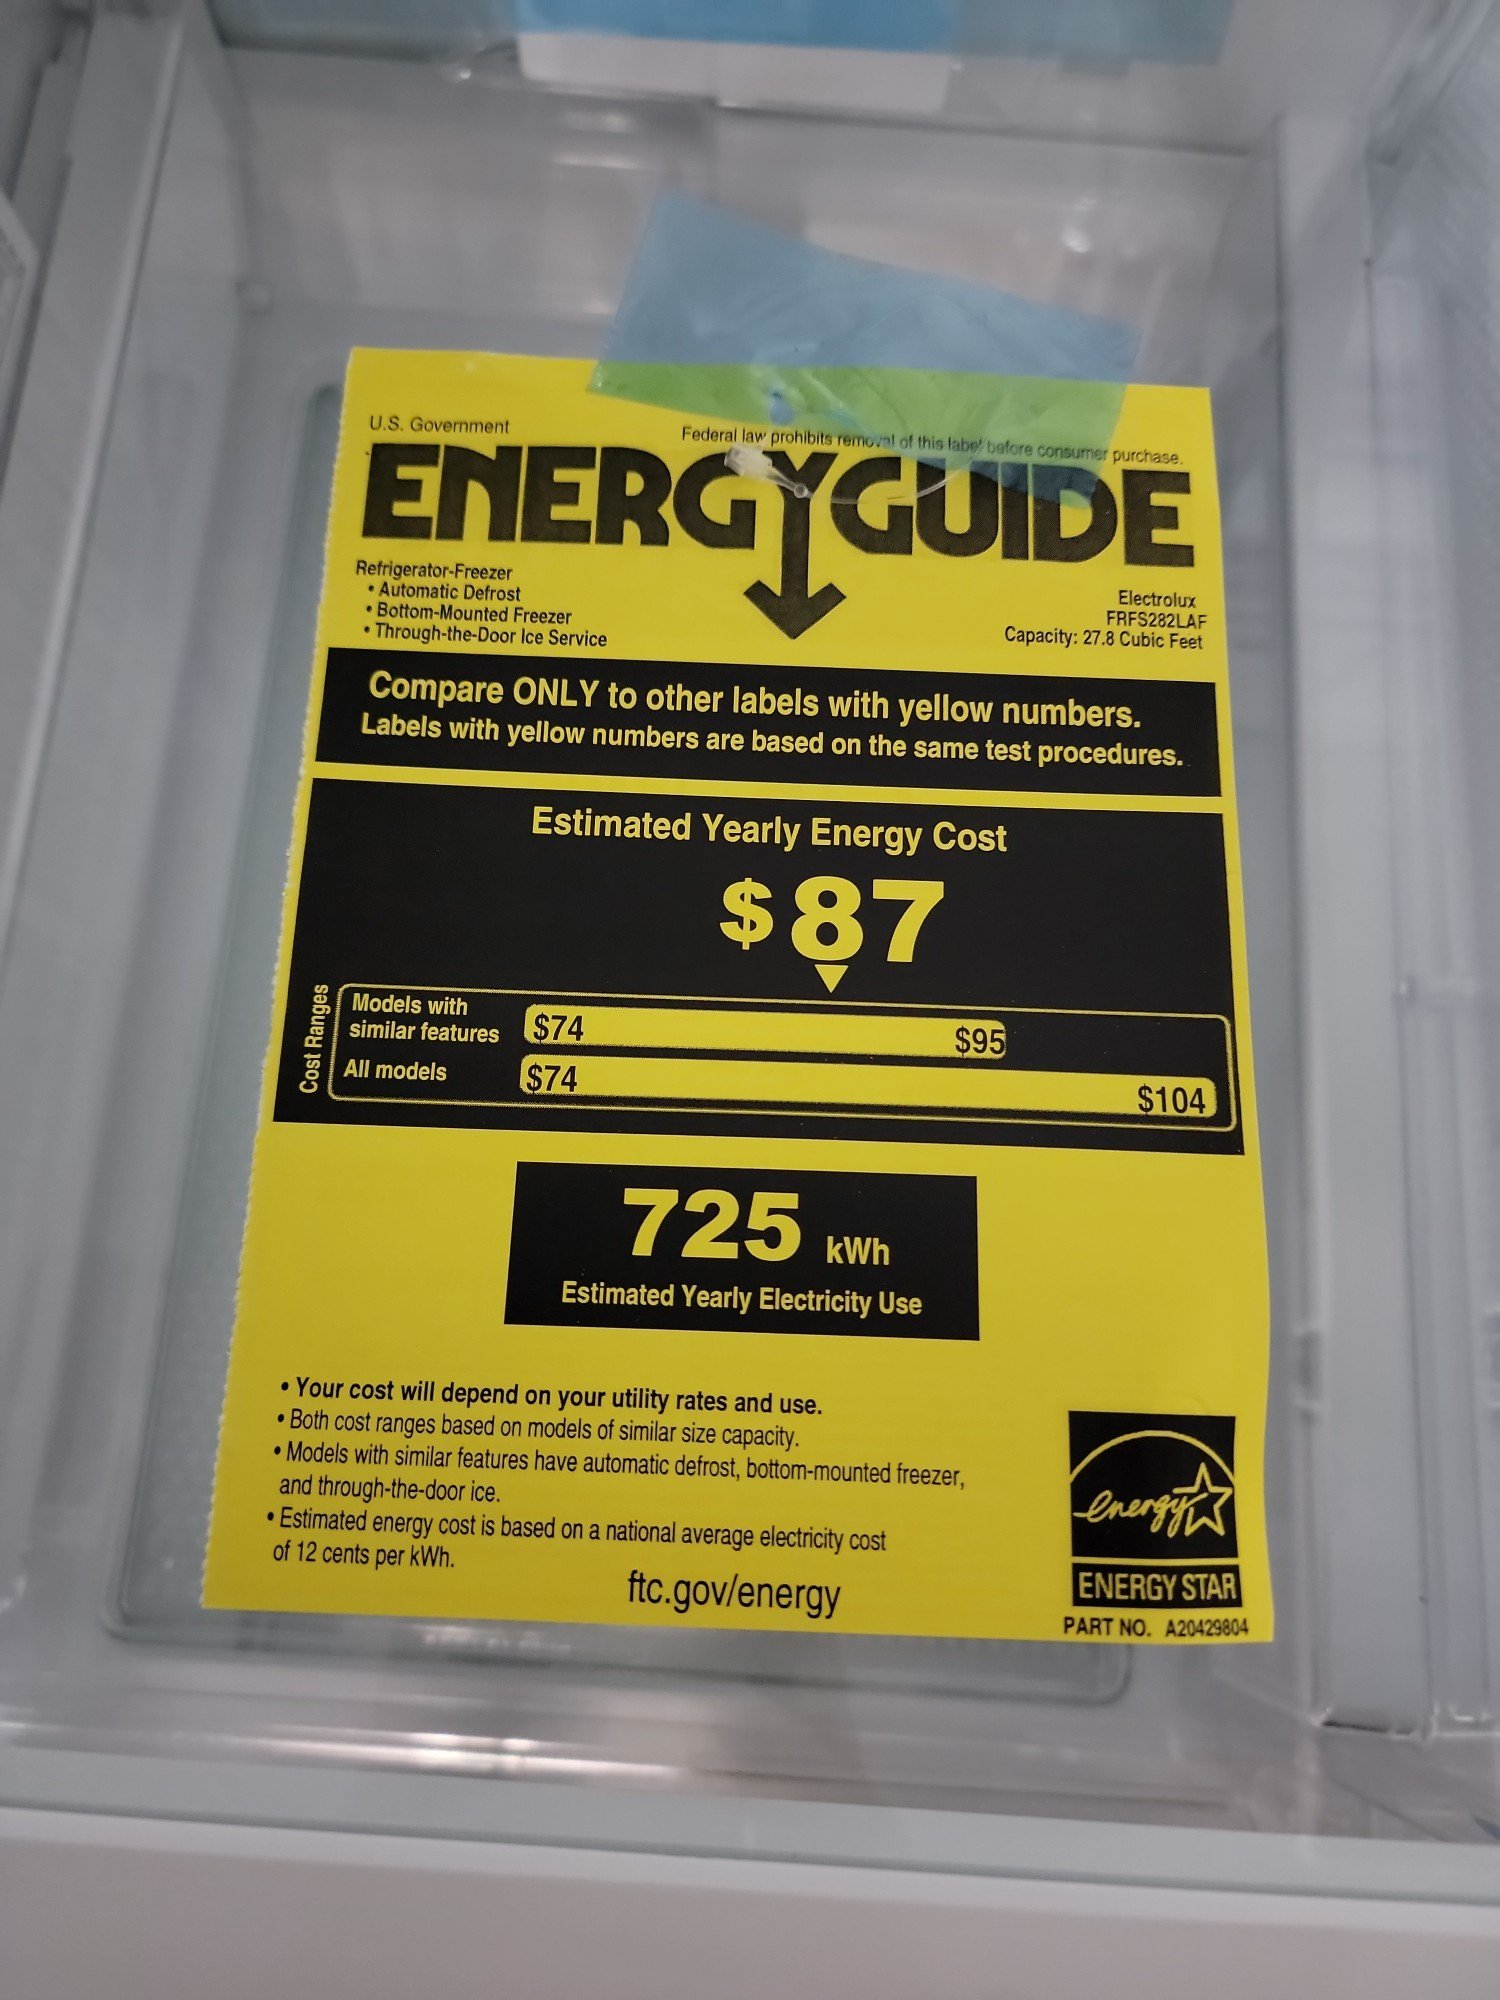 U.S. Government
Federal law prohibits removal of this label before consumer purchase.
ENERGYGUIDE
Refrigerator-Freezer
• Automatic Defrost
• Bottom-Mounted Freezer
• Through-the-Door Ice Service
Electrolux
FRFS282LAF
Capacity: 27.8 Cubic Feet
Compare ONLY to other labels with yellow numbers.
Labels with yellow numbers are based on the same test procedures.
Estimated Yearly Energy Cost
$87
Cost Ranges
Models with
similar features
$74
$95
All models
$74
$104
725 kWh
Estimated Yearly Electricity Use
• Your cost will depend on your utility rates and use.
• Both cost ranges based on models of similar size capacity.
• Models with similar features have automatic defrost, bottom-mounted freezer,
and through-the-door ice.
• Estimated energy cost is based on a national average electricity cost
of 12 cents per kWh.
ftc.gov/energy
energy
ENERGY STAR
PART NO. A20429804